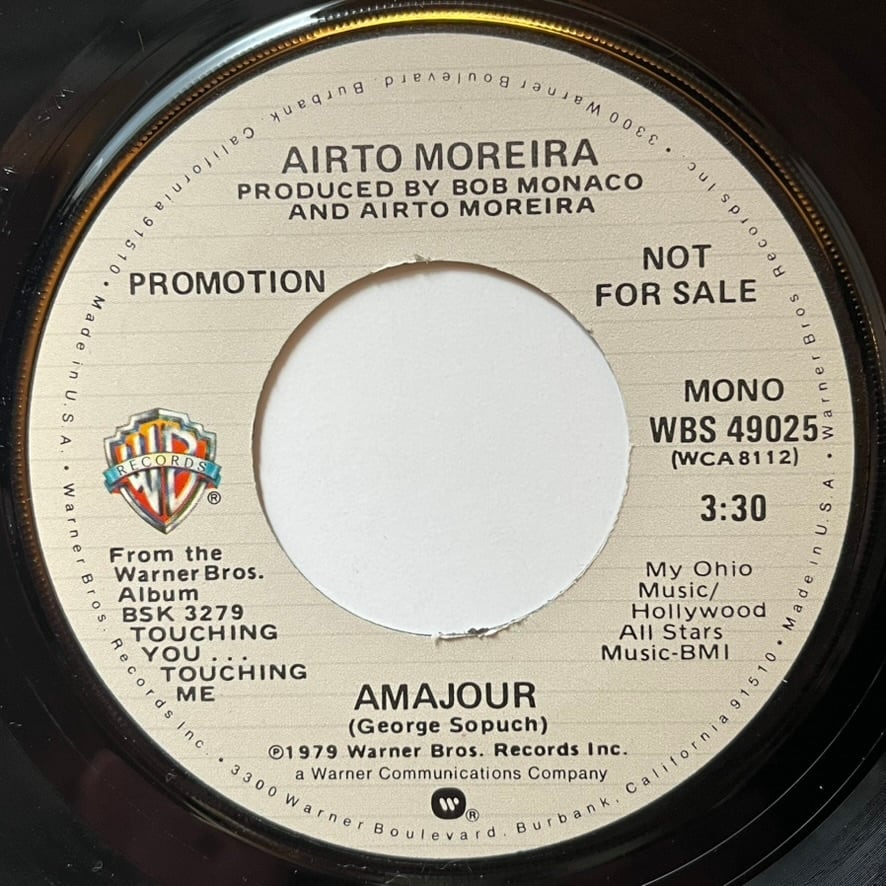 AIRTO MOREIRA
PRODUCED BY BOB MONACO
AND AIRTO MOREIRA
PROMOTION
NOT
FOR SALE
MONO
WBS 49025
(WCA 8112)
3:30
WB
RECORDS
®
From the
Warner Bros.
Album
BSK 3279
TOUCHING
YOU...
TOUCHING
ME
My Ohio
Music/
Hollywood
All Stars
Music-BMI
AMAJOUR
(George Sopuch)
℗1979 Warner Bros. Records Inc.
a Warner Communications Company
W®
Warner Bros. Records Inc. • 3300 Warner Boulevard. Burbank, California 91510 • Made in U.S.A. •
Warner Bros Records Inc. • 3300 Warner Boulevard. Burbank, California 91510 • Made in U.S.A. •